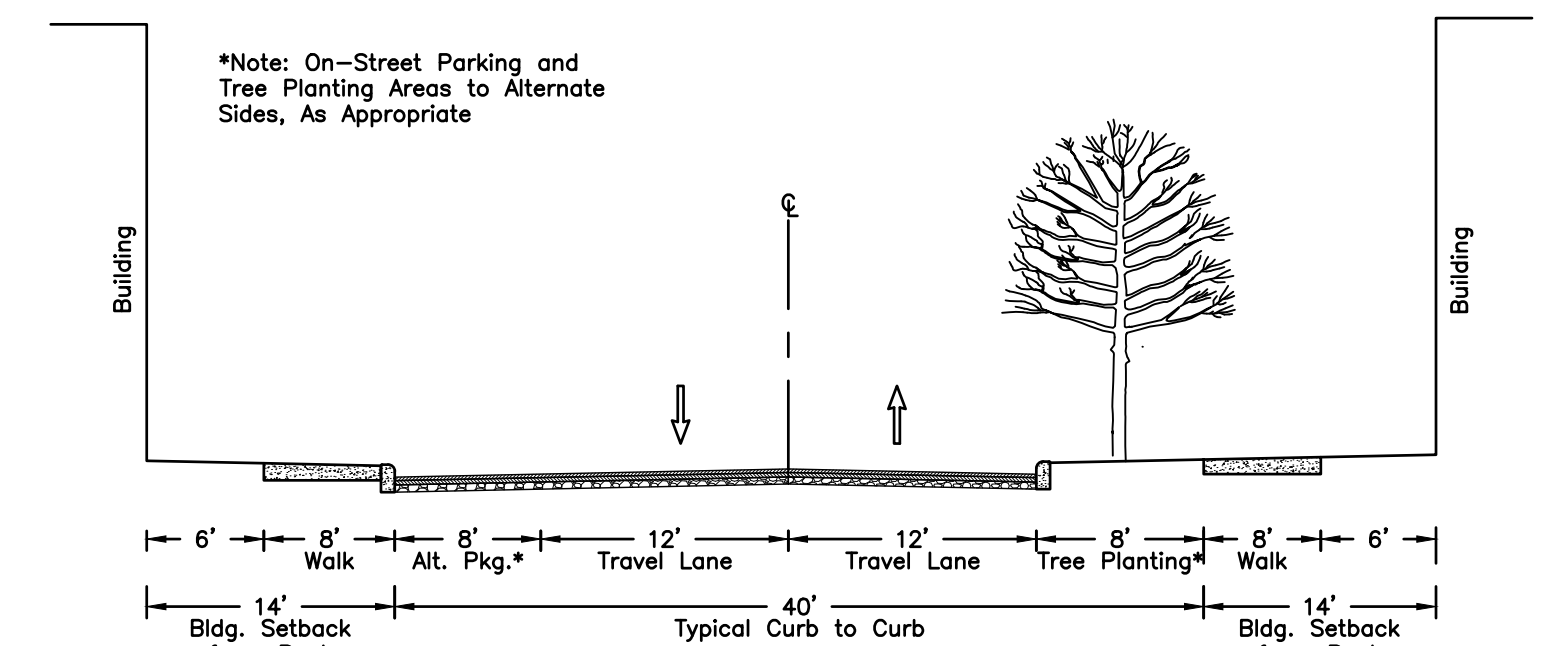 *Note: On-Street Parking and
Tree Planting Areas to Alternate
Sides, As Appropriate
℄
Building
Building
6' 8' 8' 12' 12' 8' 8' 6'
Walk Alt. Pkg.* Travel Lane Travel Lane Tree Planting* Walk
14' 40' 14'
Bldg. Setback Typical Curb to Curb Bldg. Setback